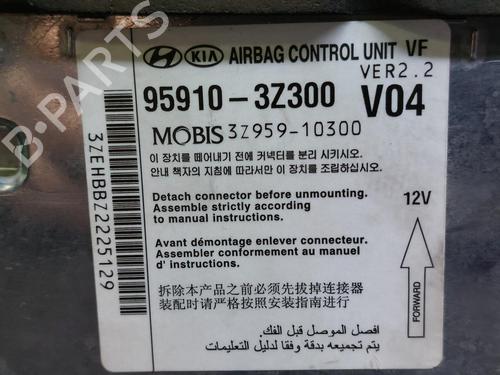 HYUNDAI KIA AIRBAG CONTROL UNIT VF
VER2.2
95910-3Z300 V04
MOBIS 3Z959-10300
이 장치를 떼어내기 전에 커넥터를 분리 시키시오.
안내 책자의 지침에 따라서만 이 장치를 조립하십시오
Detach connector before unmounting.
Assemble strictly according
to manual instructions.
12V
Avant démontage enlever connecteur.
Assembler conformement au manuel
d' instructions.
拆除本产品之前必须先拔掉连接器
装配时请严格按照安装指南进行
افصل الموصل قبل الفك.
يتم تجميعه بدقة وفقا لدليل التعليمات
FORWARD
3ZEHBBZ2225129
B-Parts